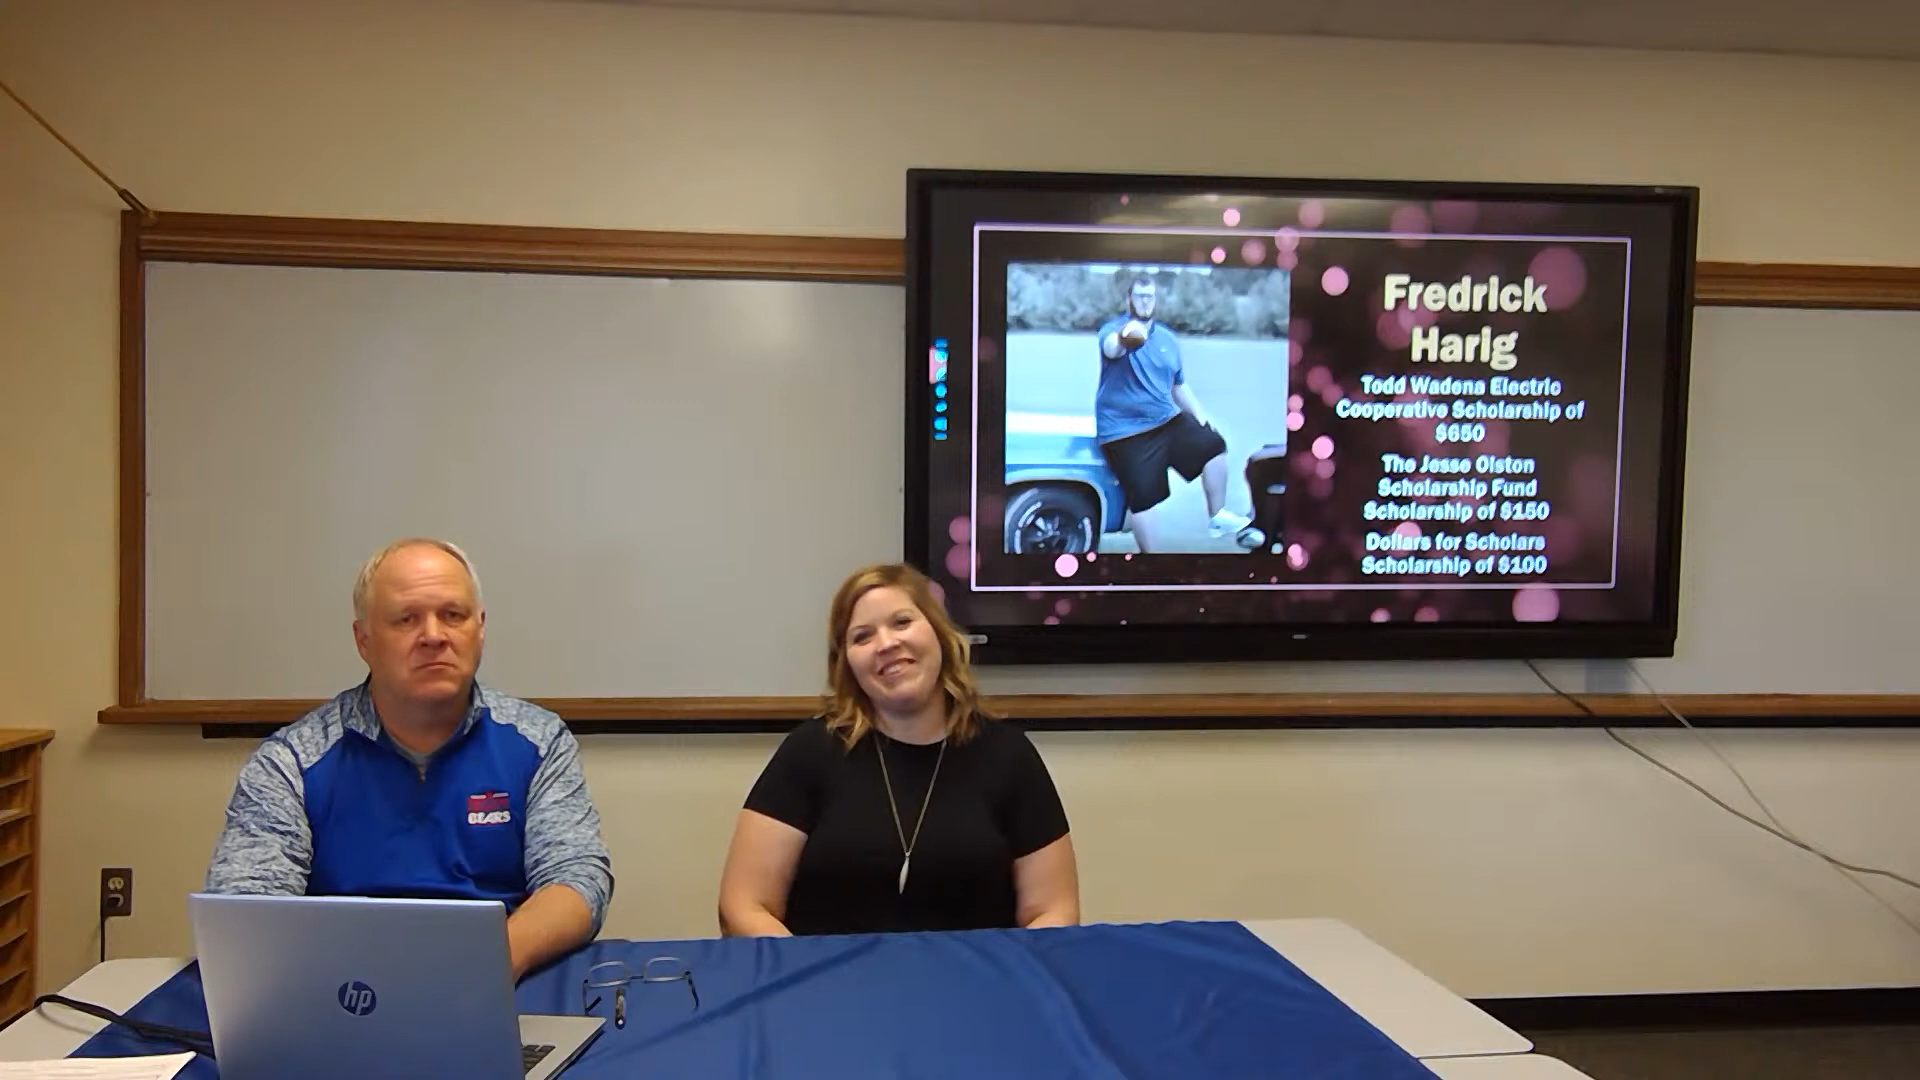 Fredrick
Harig
Todd Wadena Electric
Cooperative Scholarship of
$650
The Jesse Olston
Scholarship Fund
Scholarship of $150
Dollars for Scholars
Scholarship of $100
BEARS
hp